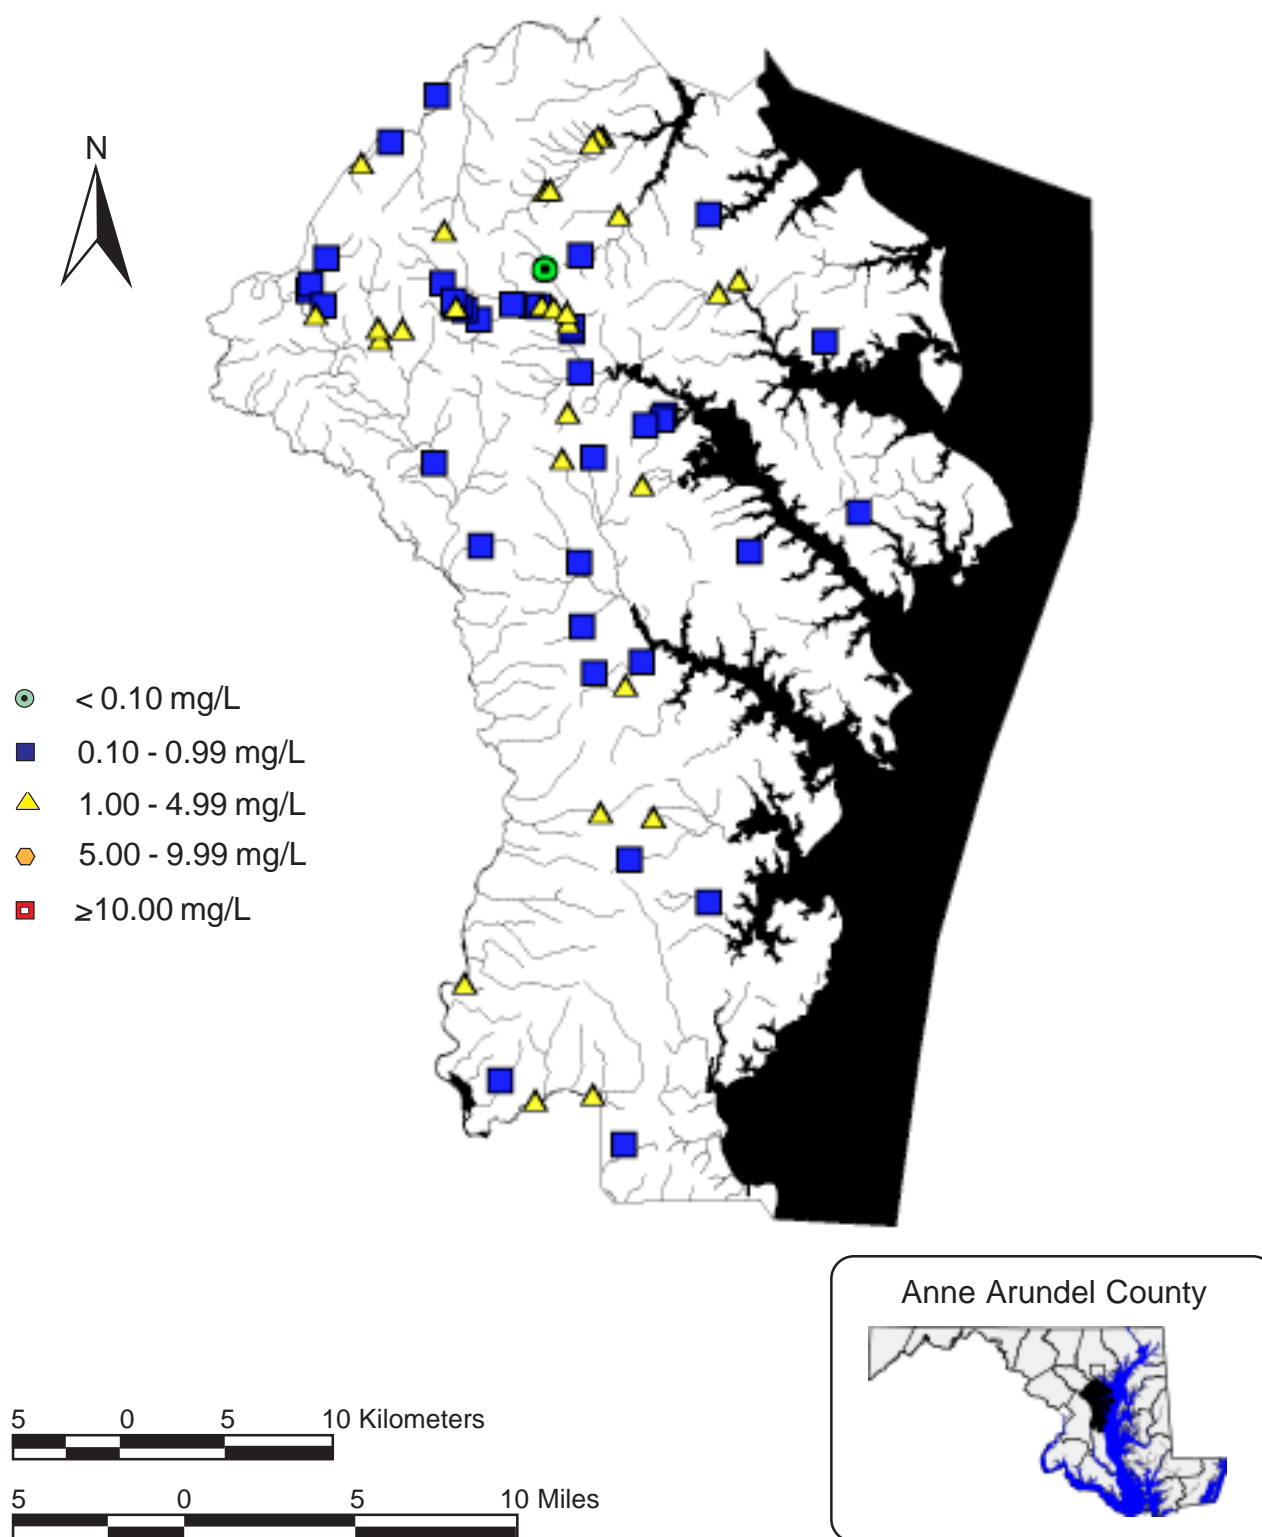 N
< 0.10 mg/L
0.10 - 0.99 mg/L
1.00 - 4.99 mg/L
5.00 - 9.99 mg/L
≥10.00 mg/L
Anne Arundel County
5 0 5 10 Kilometers
5 0 5 10 Miles